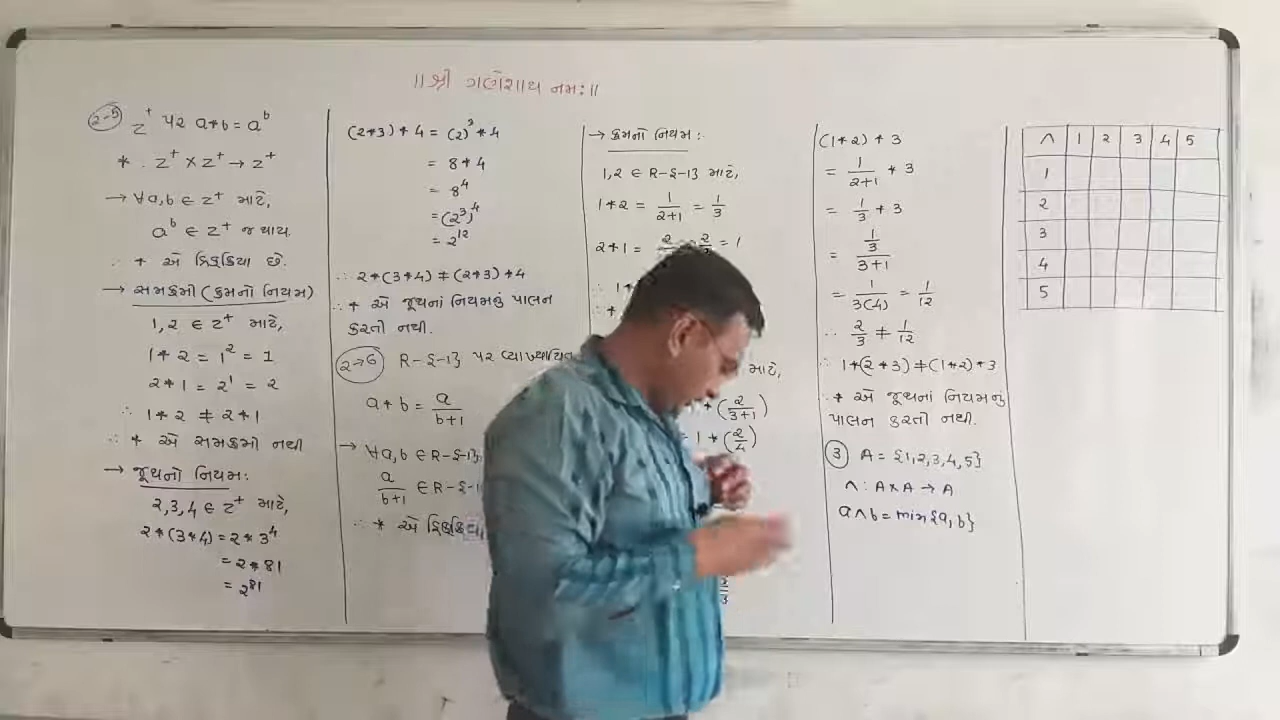 ॥ શ્રી ગણેશાય નમઃ ॥
2-5 Z⁺ પર a*b = aᵇ
* : Z⁺ × Z⁺ → Z⁺
→ ∀a,b ∈ Z⁺ માટે,
aᵇ ∈ Z⁺ જ થાય.
∴ * એ દ્વિક્ક્રિયા છે.
→ સમક્રમી (ક્રમનો નિયમ)
1,2 ∈ Z⁺ માટે,
1*2 = 1² = 1
2*1 = 2¹ = 2
∴ 1*2 ≠ 2*1
∴ * એ સમક્રમી નથી
→ જૂથનો નિયમ:
2,3,4 ∈ Z⁺ માટે,
2*(3*4) = 2*3⁴
= 2*81
= 2⁸¹
(2*3)*4 = (2)³*4
= 8*4
= 8⁴
= (2³)⁴
= 2¹²
∴ 2*(3*4) ≠ (2*3)*4
∴ * એ જૂથનાં નિયમનું પાલન
કરતો નથી.
2→6 R-{-1} પર
a*b = a/(b+1)
→ ∀a,b ∈ R-{-1}
a/(b+1) ∈ R-{-1
∴ * એ
→ ક્રમનો નિયમ:
1,2 ∈ R-{-1} માટે,
1*2 = 1/(2+1) = 1/3
2*1 = 2 = 1
માટે,
*(2/(3+1))
= 1*(2/4)
(1*2)*3
= 1/(2+1) * 3
= 1/3 * 3
= (1/3)/(3+1)
= 1/3(4) = 1/12
∴ 2/3 ≠ 1/12
∴ 1*(2*3) ≠ (1*2)*3
∴ * એ જૂથનાં નિયમનું
પાલન કરતી નથી.
3 A = {1,2,3,4,5}
∧ : A×A → A
a∧b = min{a,b}
∧ 1 2 3 4 5
1
2
3
4
5